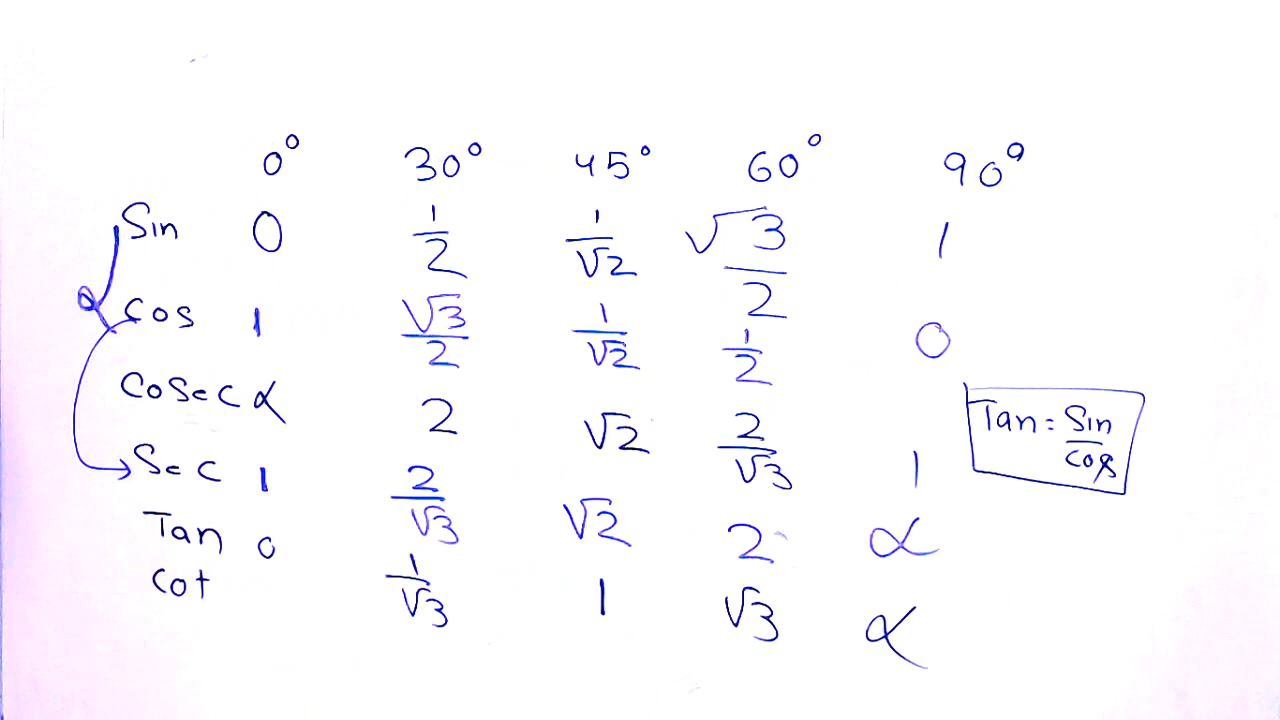 0° 30° 45° 60° 90°
Sin 0 1/2 1/√2 √3/2 1
α cos 1 √3/2 1/√2 1/2 0
Cosec α 2 √2 2/√3 1
Sec 1 2/√3 √2 2 α
Tan 0 1/√3 1 √3 α
cot
Tan = Sin/cos